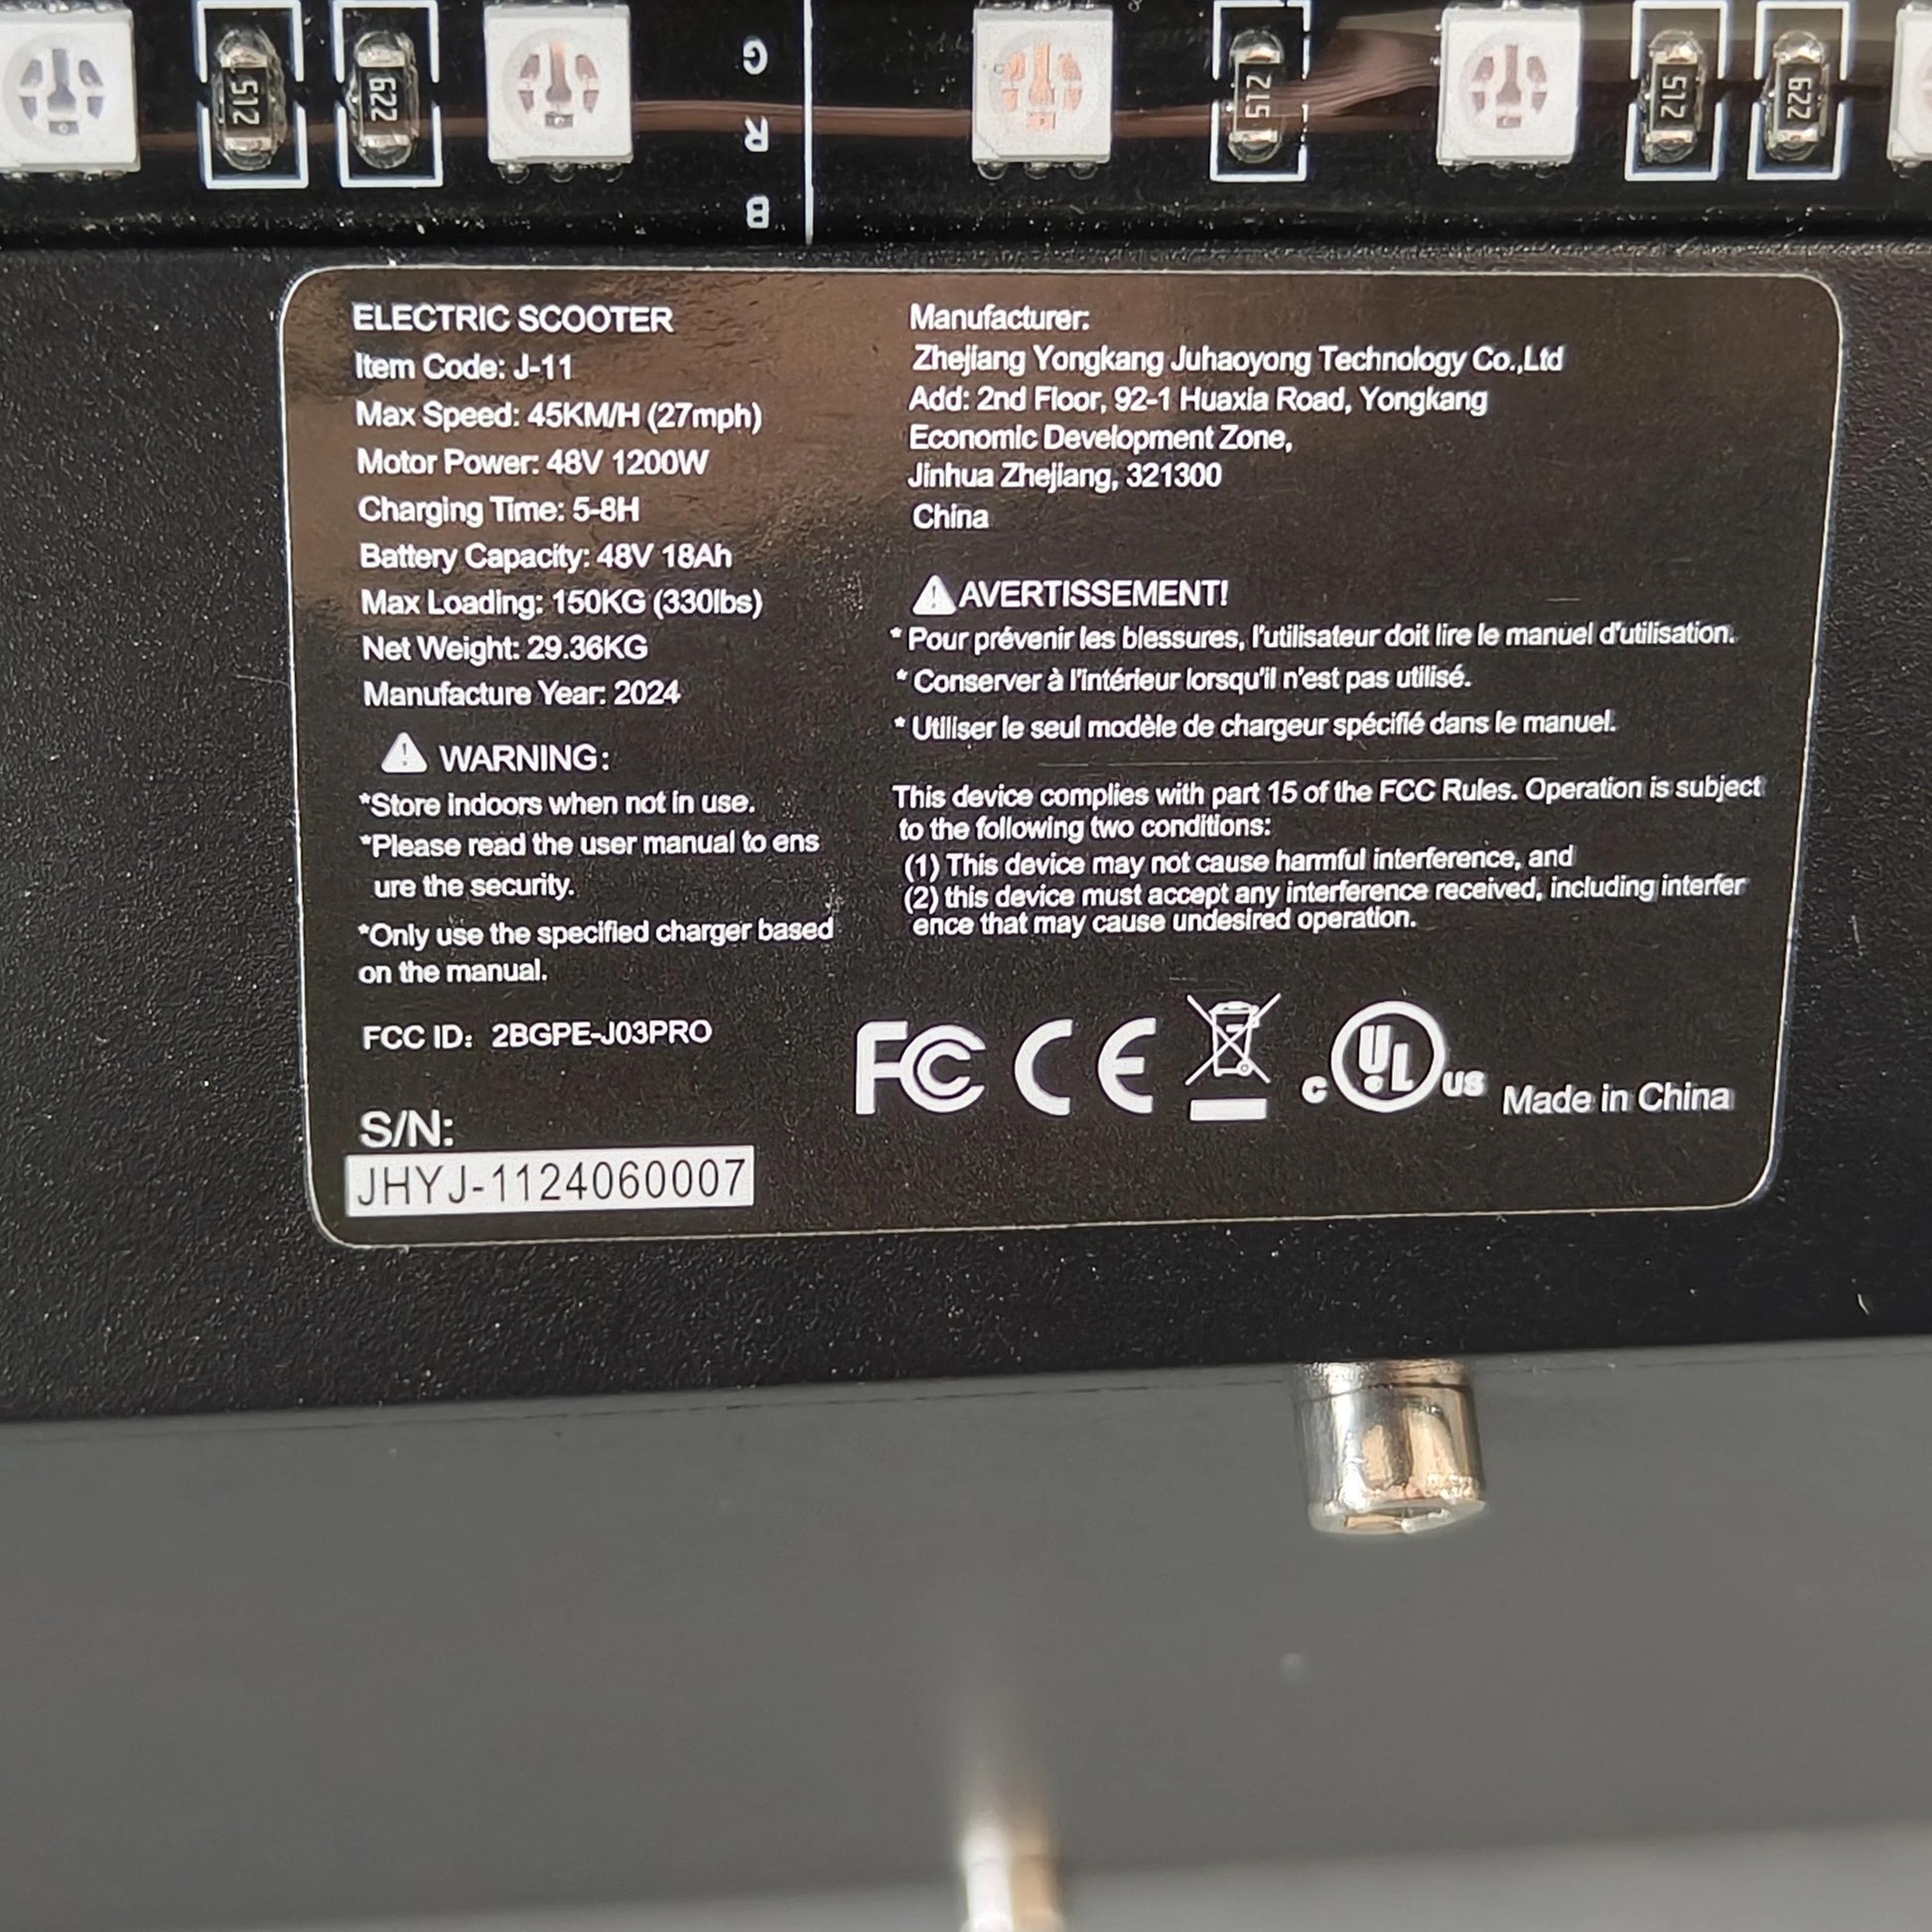 512
622
G
R
B
512
512
622
ELECTRIC SCOOTER
Item Code: J-11
Max Speed: 45KM/H (27mph)
Motor Power: 48V 1200W
Charging Time: 5-8H
Battery Capacity: 48V 18Ah
Max Loading: 150KG (330lbs)
Net Weight: 29.36KG
Manufacture Year: 2024
WARNING:
*Store indoors when not in use.
*Please read the user manual to ens
ure the security.
*Only use the specified charger based
on the manual.
FCC ID: 2BGPE-J03PRO
S/N:
JHYJ-1124060007
Manufacturer:
Zhejiang Yongkang Juhaoyong Technology Co.,Ltd
Add: 2nd Floor, 92-1 Huaxia Road, Yongkang
Economic Development Zone,
Jinhua Zhejiang, 321300
China
AVERTISSEMENT!
* Pour prévenir les blessures, l'utilisateur doit lire le manuel d'utilisation.
* Conserver à l'intérieur lorsqu'il n'est pas utilisé.
* Utiliser le seul modèle de chargeur spécifié dans le manuel.
This device complies with part 15 of the FCC Rules. Operation is subject
to the following two conditions:
(1) This device may not cause harmful interference, and
(2) this device must accept any interference received, including interfer
ence that may cause undesired operation.
FC CE c UL us Made in China